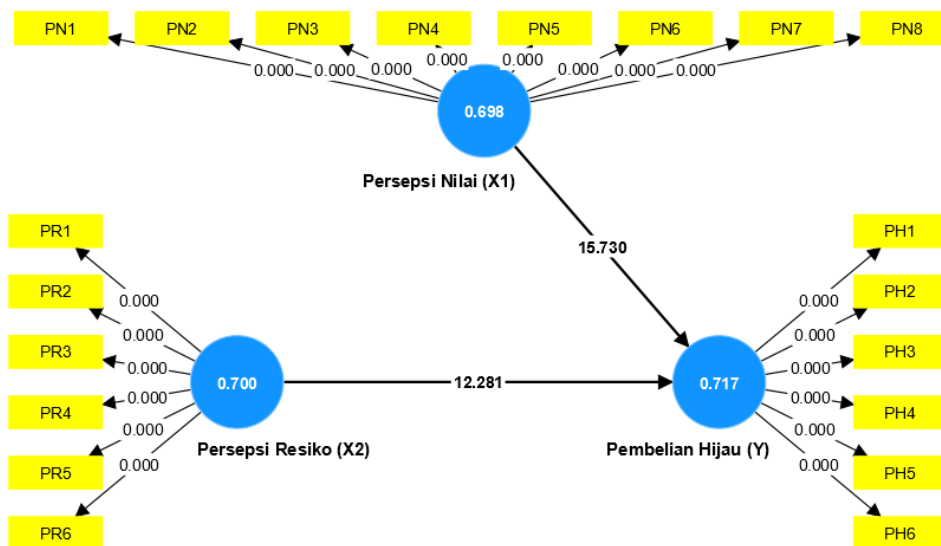 PN1 PN2 PN3 PN4 PN5 PN6 PN7 PN8
0.000 0.000 0.000 0.000 0.000 0.000 0.000 0.000
0.698
Persepsi Nilai (X1)
15.730
PR1
PR2
PR3
PR4
PR5
PR6
0.000
0.000
0.000
0.000
0.000
0.000
0.700
Persepsi Resiko (X2)
12.281
0.717
Pembelian Hijau (Y)
0.000
0.000
0.000
0.000
0.000
0.000
PH1
PH2
PH3
PH4
PH5
PH6